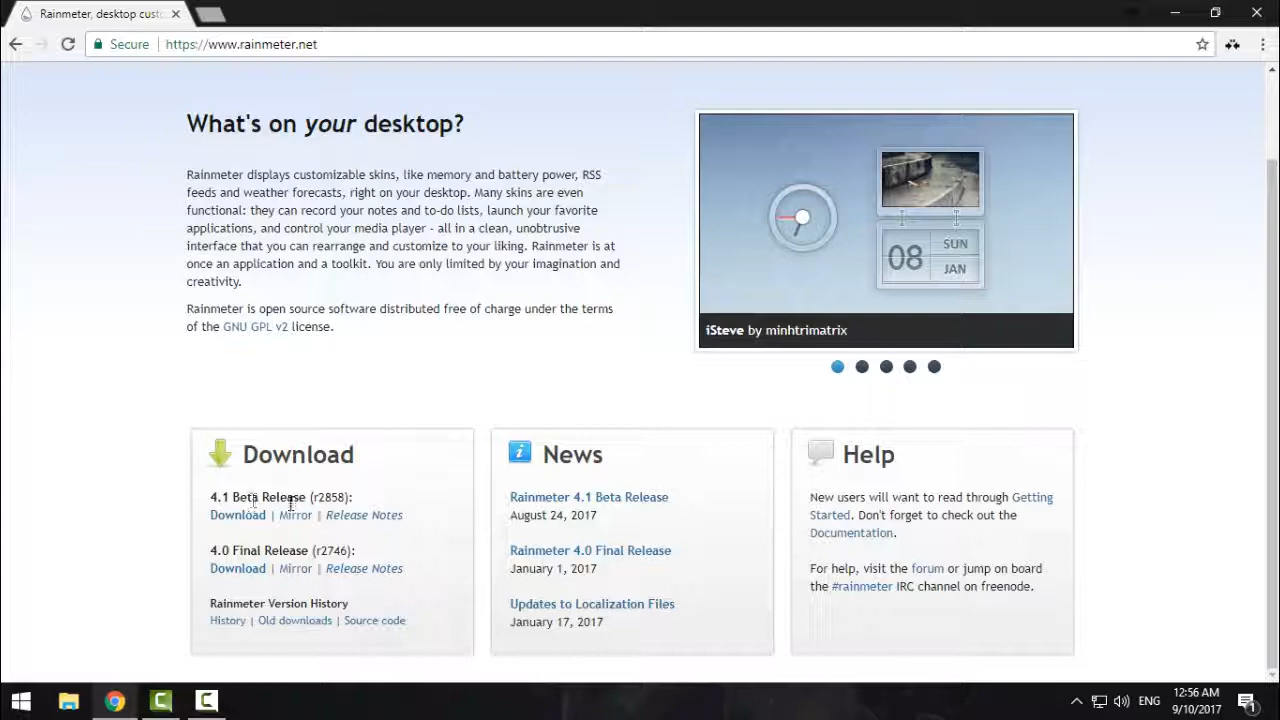 Rainmeter, desktop custo
Secure
https://www.rainmeter.net
What's on your desktop?
Rainmeter displays customizable skins, like memory and battery power, RSS
feeds and weather forecasts, right on your desktop. Many skins are even
functional: they can record your notes and to-do lists, launch your favorite
applications, and control your media player - all in a clean, unobtrusive
interface that you can rearrange and customize to your liking. Rainmeter is at
once an application and a toolkit. You are only limited by your imagination and
creativity.
Rainmeter is open source software distributed free of charge under the terms
of the GNU GPL v2 license.
08
SUN
JAN
iSteve by minhtrimatrix
Download
4.1 Beta Release (r2858):
Download | Mirror | Release Notes
4.0 Final Release (r2746):
Download | Mirror | Release Notes
Rainmeter Version History
History | Old downloads | Source code
News
Rainmeter 4.1 Beta Release
August 24, 2017
Rainmeter 4.0 Final Release
January 1, 2017
Updates to Localization Files
January 17, 2017
Help
New users will want to read through Getting
Started. Don't forget to check out the
Documentation.
For help, visit the forum or jump on board
the #rainmeter IRC channel on freenode.
ENG
12:56 AM
9/10/2017
1